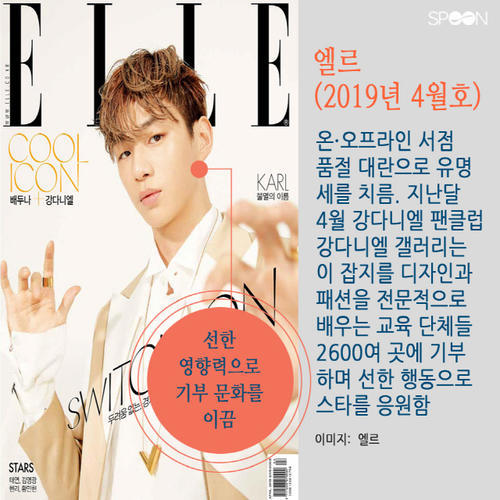 SPOON
ELLE
WWW.ELLE.CO.KR
COOL
ICON
배두나 + 강다니엘
KARL
불멸의 이름
SWITCH ON
STARS
태연, 김영광
헨리, 황민현
선한
영향력으로
기부 문화를
이끔
엘르
(2019년 4월호)
온·오프라인 서점
품절 대란으로 유명
세를 치름. 지난달
4월 강다니엘 팬클럽
강다니엘 갤러리는
이 잡지를 디자인과
패션을 전문적으로
배우는 교육 단체들
2600여 곳에 기부
하며 선한 행동으로
스타를 응원함
이미지: 엘르